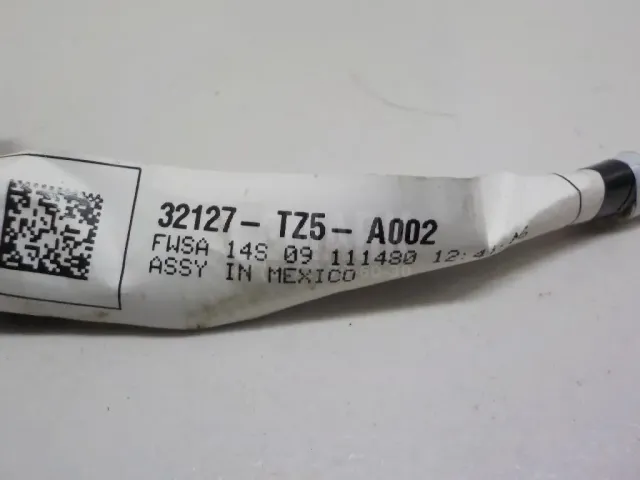 32127- TZ5- A002
FWSA 14S 09 111480
ASSY IN MEXICO